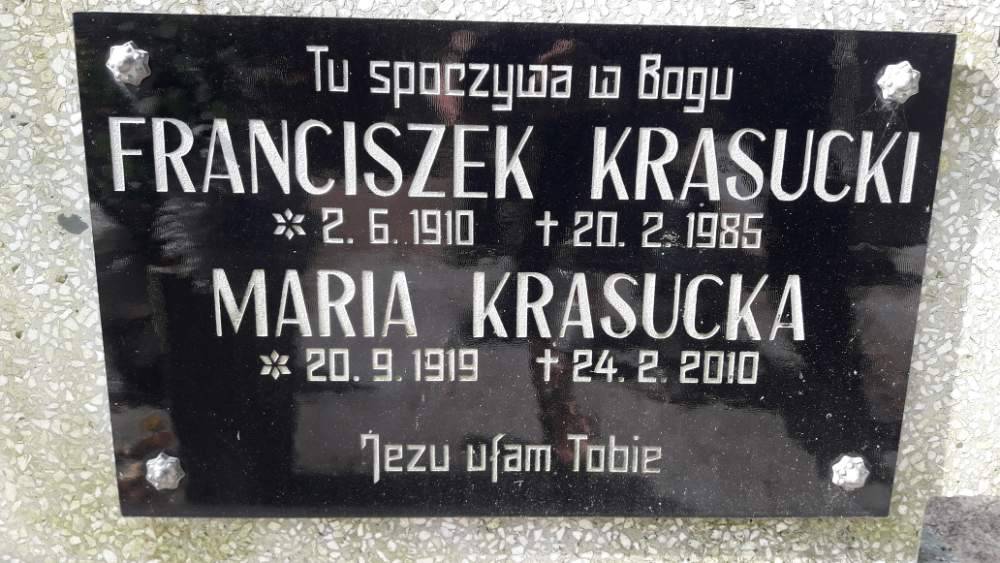 Tu spoczywa w Bogu
FRANCISZEK KRASUCKI
* 2. 6. 1910 † 20. 2. 1985
MARIA KRASUCKA
* 20. 9. 1919 † 24. 2. 2010
Jezu ufam Tobie